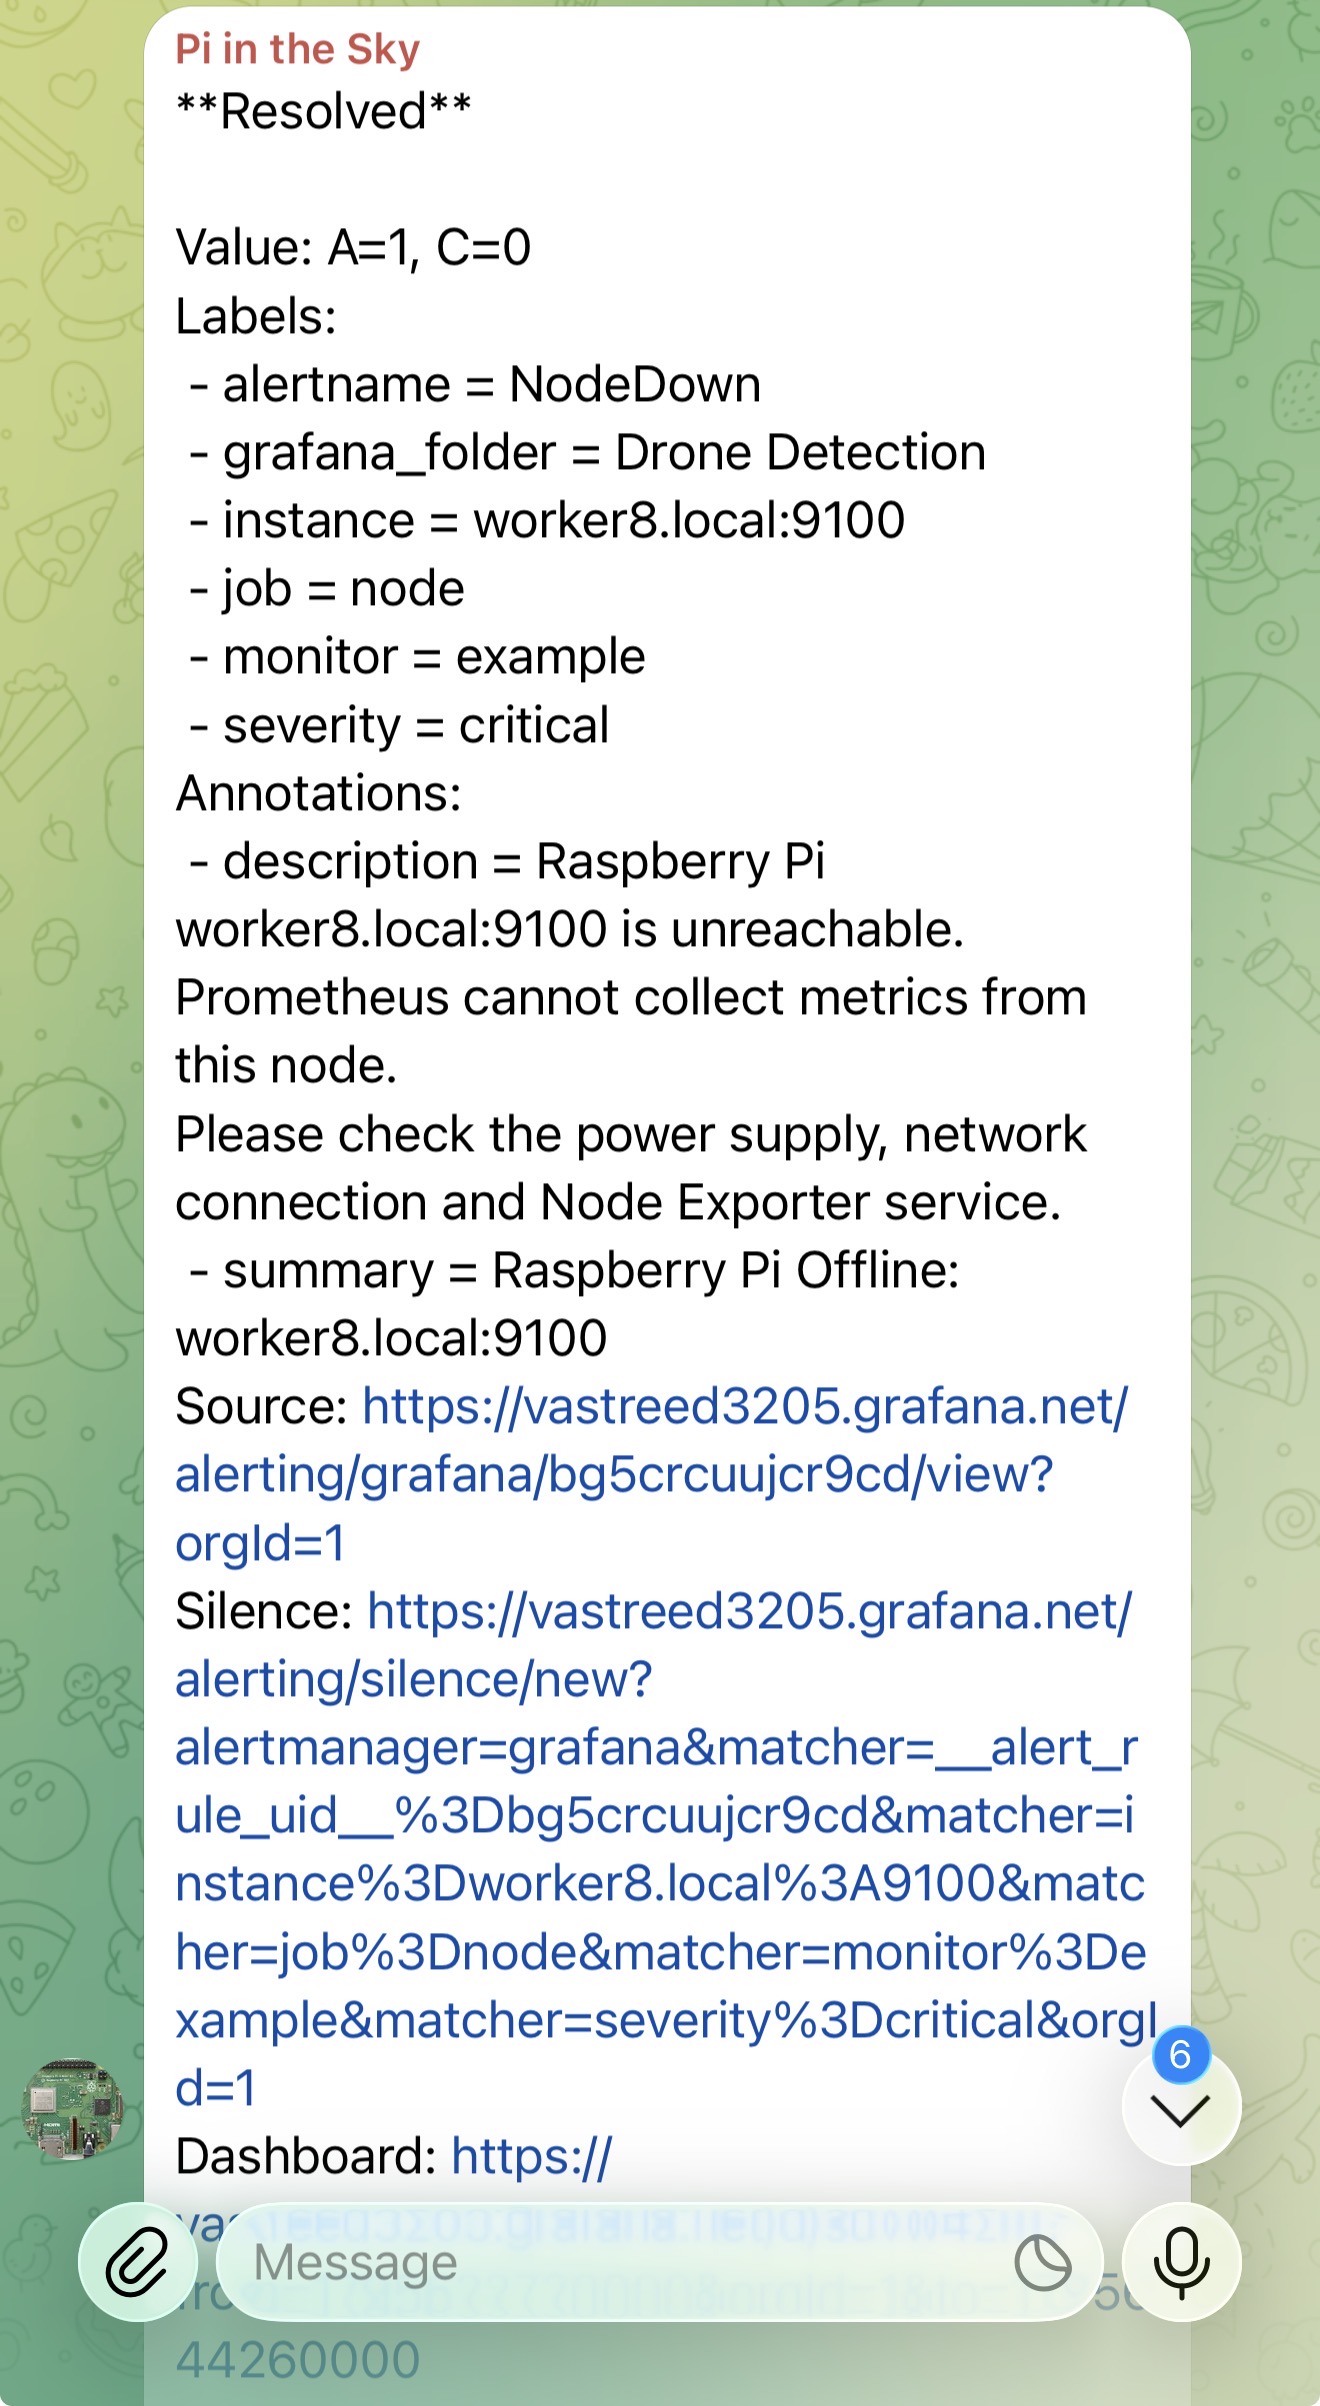 Pi in the Sky
**Resolved**
Value: A=1, C=0
Labels:
- alertname = NodeDown
- grafana_folder = Drone Detection
- instance = worker8.local:9100
- job = node
- monitor = example
- severity = critical
Annotations:
- description = Raspberry Pi
worker8.local:9100 is unreachable.
Prometheus cannot collect metrics from
this node.
Please check the power supply, network
connection and Node Exporter service.
- summary = Raspberry Pi Offline:
worker8.local:9100
Source: https://vastreed3205.grafana.net/
alerting/grafana/bg5crcuujcr9cd/view?
orgId=1
Silence: https://vastreed3205.grafana.net/
alerting/silence/new?
alertmanager=grafana&matcher=__alert_r
ule_uid__%3Dbg5crcuujcr9cd&matcher=i
nstance%3Dworker8.local%3A9100&matc
her=job%3Dnode&matcher=monitor%3De
xample&matcher=severity%3Dcritical&orgI
d=1
6
Dashboard: https://
Message
44260000